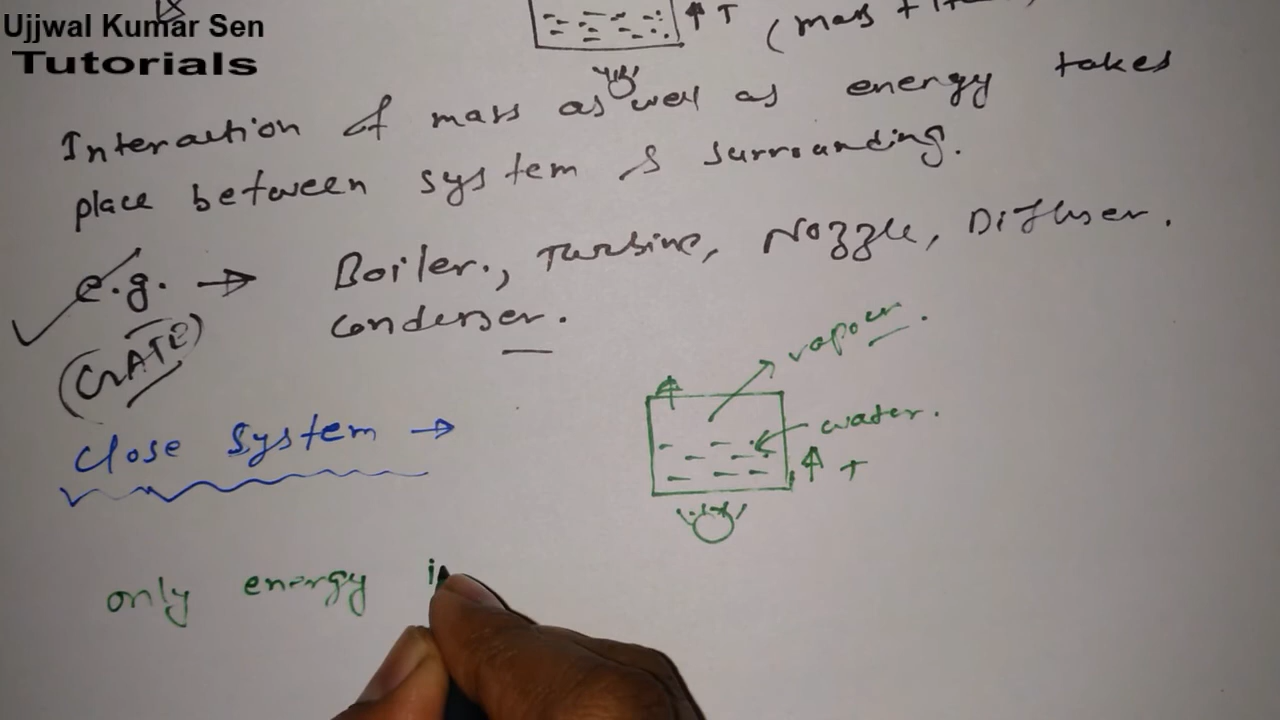 Ujjwal Kumar Sen
Tutorials
↑ T (mass +
Interaction of mass as well as energy takes
place between system & surrounding.
e.g. → Boiler., Turbine, Nozzle, Diffuser.
condenser.
(GATE)
vapour.
water.
↑ T
Close System →
only energy i